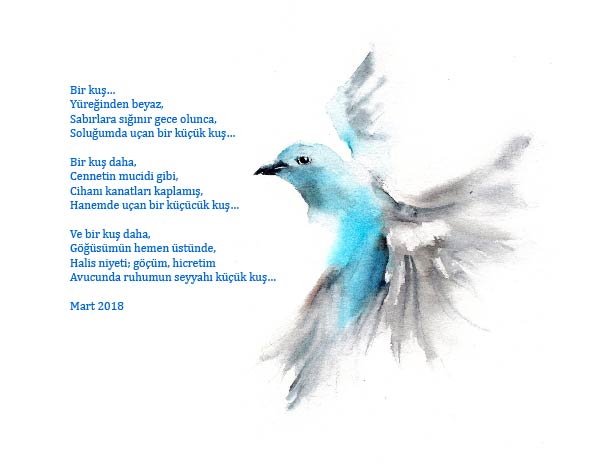 Bir kuş...
Yüreğinden beyaz,
Sabırlara sığınır gece olunca,
Soluğumda uçan bir küçük kuş...
Bir kuş daha,
Cennetin mucidi gibi,
Cihanı kanatları kaplamış,
Hanemde uçan bir küçücük kuş...
Ve bir kuş daha,
Göğüsümün hemen üstünde,
Halis niyeti; göçüm, hicretim
Avucunda ruhumun seyyahı küçük kuş...
Mart 2018